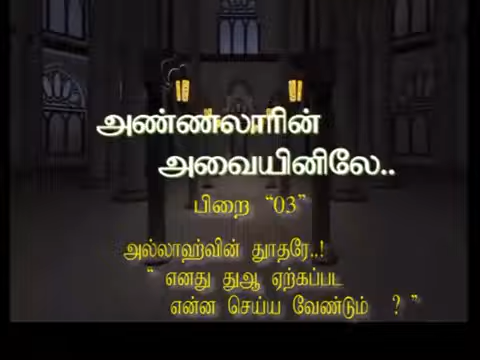 அண்ணலாரின்
அவையினிலே..
பிறை “03”
அல்லாஹ்வின் தூதரே..!
“ எனது துஆ ஏற்கப்பட
என்ன செய்ய வேண்டும் ? ”